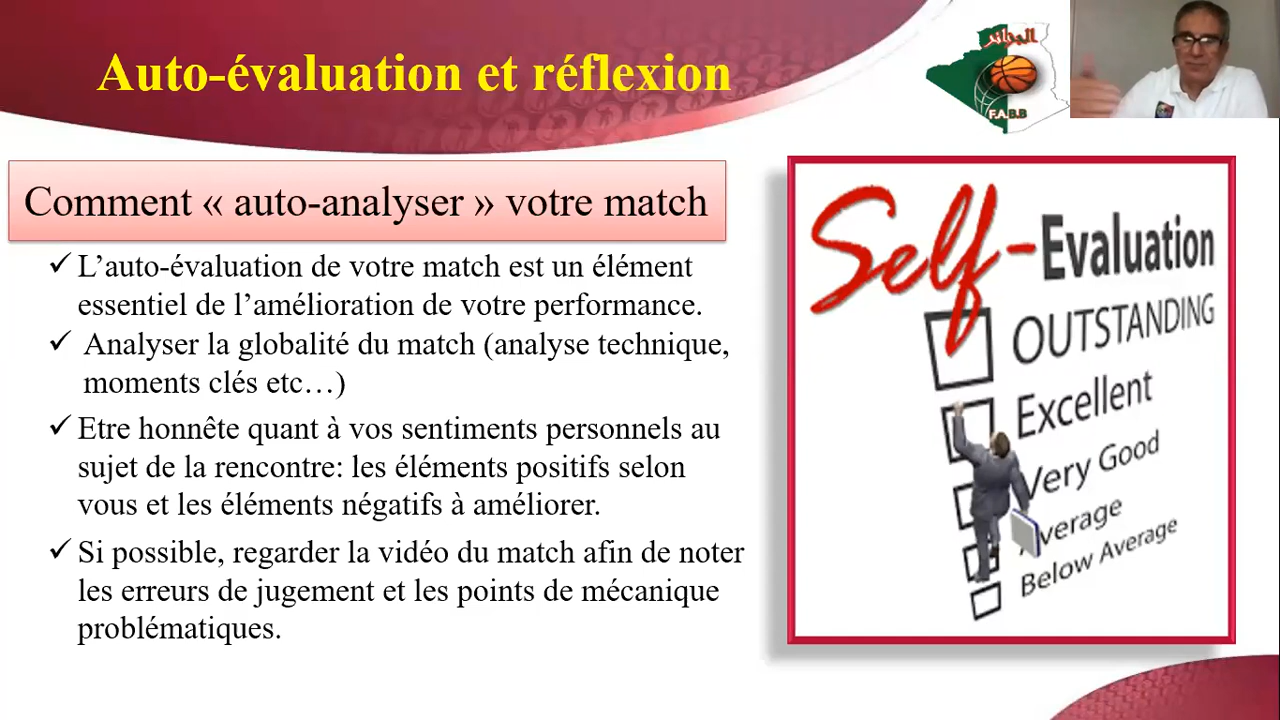 Auto-évaluation et réflexion
الجزائر
F.A.B.B
Comment « auto-analyser » votre match
✓ L’auto-évaluation de votre match est un élément
essentiel de l’amélioration de votre performance.
✓ Analyser la globalité du match (analyse technique,
moments clés etc…)
✓ Etre honnête quant à vos sentiments personnels au
sujet de la rencontre: les éléments positifs selon
vous et les éléments négatifs à améliorer.
✓ Si possible, regarder la vidéo du match afin de noter
les erreurs de jugement et les points de mécanique
problématiques.
Self-Evaluation
OUTSTANDING
Excellent
Very Good
Average
Below Average